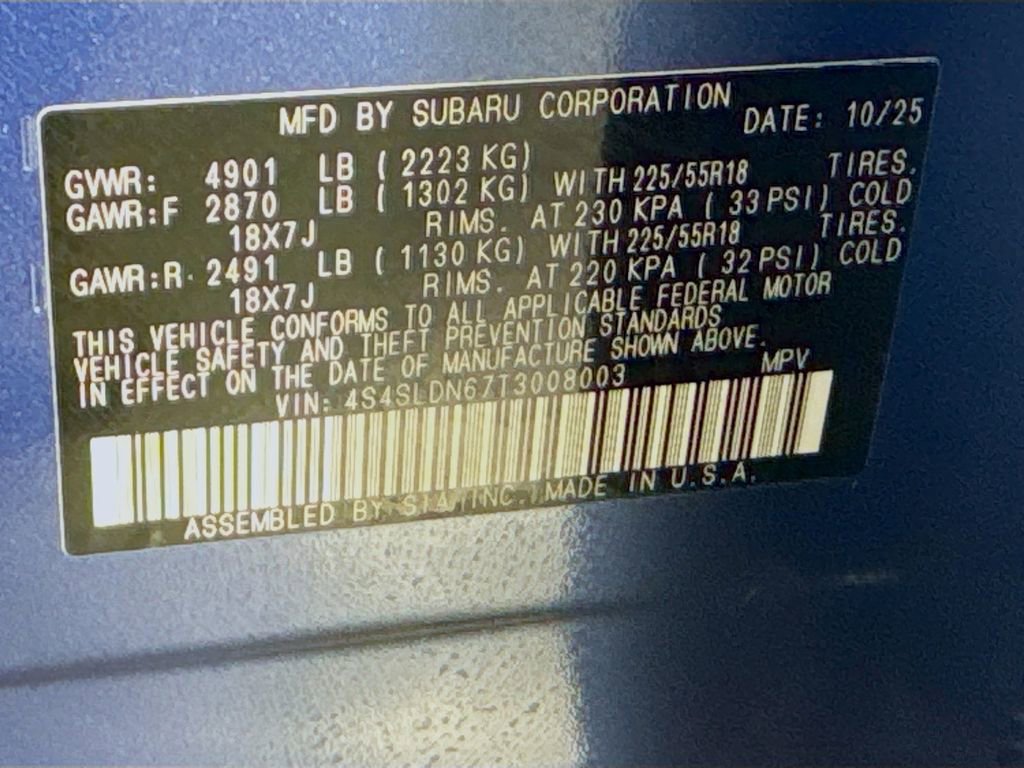 MFD BY SUBARU CORPORATION DATE: 10/25
GVWR: 4901 LB ( 2223 KG)
GAWR:F 2870 LB ( 1302 KG) WITH 225/55R18 TIRES.
18X7J RIMS. AT 230 KPA ( 33 PSI) COLD
GAWR:R 2491 LB ( 1130 KG) WITH 225/55R18 TIRES.
18X7J RIMS. AT 220 KPA ( 32 PSI) COLD
THIS VEHICLE CONFORMS TO ALL APPLICABLE FEDERAL MOTOR
VEHICLE SAFETY AND THEFT PREVENTION STANDARDS
IN EFFECT ON THE DATE OF MANUFACTURE SHOWN ABOVE.
VIN: 4S4SLDN67T3008003 MPV
ASSEMBLED BY SIA, INC. MADE IN U.S.A.